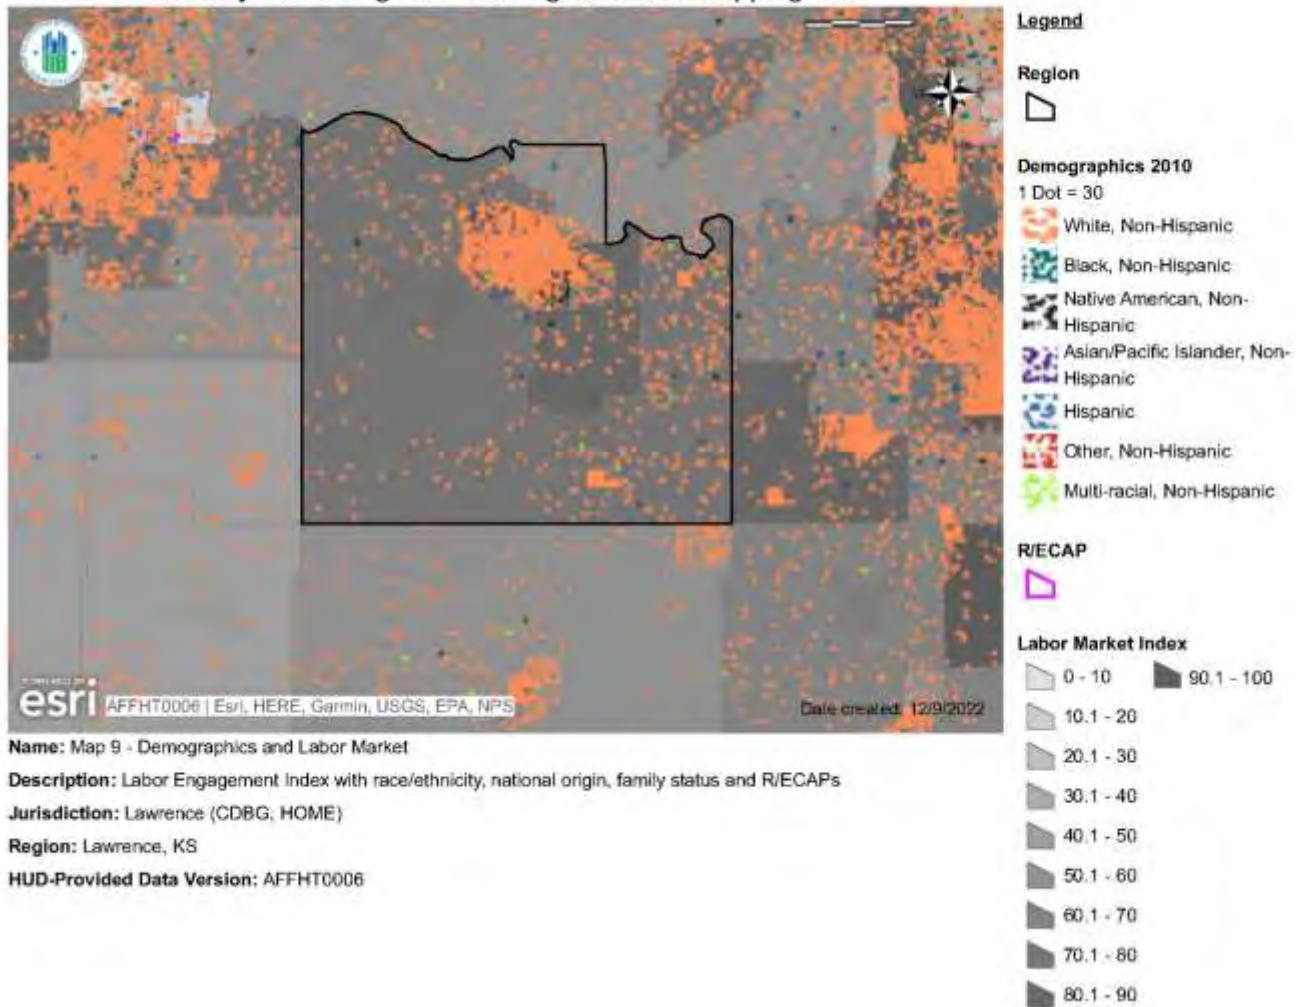 Legend
Region
Demographics 2010
1 Dot = 30
White, Non-Hispanic
Black, Non-Hispanic
Native American, Non-
Hispanic
Asian/Pacific Islander, Non-
Hispanic
Hispanic
Other, Non-Hispanic
Multi-racial, Non-Hispanic
R/ECAP
Labor Market Index
0 - 10
90.1 - 100
10.1 - 20
20.1 - 30
30.1 - 40
40.1 - 50
50.1 - 60
60.1 - 70
70.1 - 80
80.1 - 90
esri
AFFHT0006 | Esri, HERE, Garmin, USGS, EPA, NPS
Date created: 12/9/2022
Name: Map 9 - Demographics and Labor Market
Description: Labor Engagement Index with race/ethnicity, national origin, family status and R/ECAPs
Jurisdiction: Lawrence (CDBG, HOME)
Region: Lawrence, KS
HUD-Provided Data Version: AFFHT0006